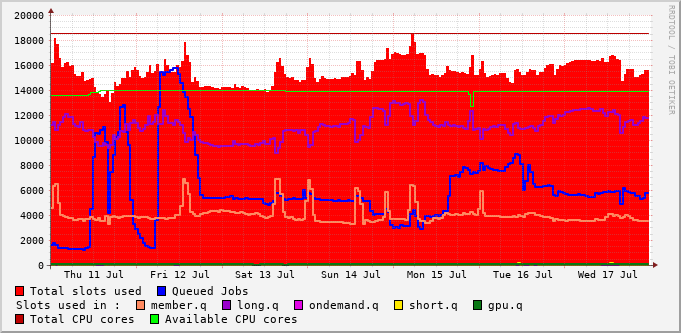 20000
18000
16000
14000
12000
10000
8000
6000
4000
2000
0
Thu 11 Jul Fri 12 Jul Sat 13 Jul Sun 14 Jul Mon 15 Jul Tue 16 Jul Wed 17 Jul
RRDTOOL / TOBI OETIKER
Total slots used Queued Jobs
Slots used in : member.q long.q ondemand.q short.q gpu.q
Total CPU cores Available CPU cores